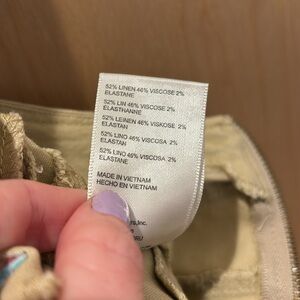 52% LINEN 46% VISCOSE 2%
ELASTANE
52% LIN 46% VISCOSE 2%
ELASTHANNE
52% LEINEN 46% VISKOSE 2%
ELASTAN
52% LINO 46% VISCOSA 2%
ELASTAN
52% LINO 46% VISCOSA 2%
ELASTANE
MADE IN VIETNAM
HECHO EN VIETNAM